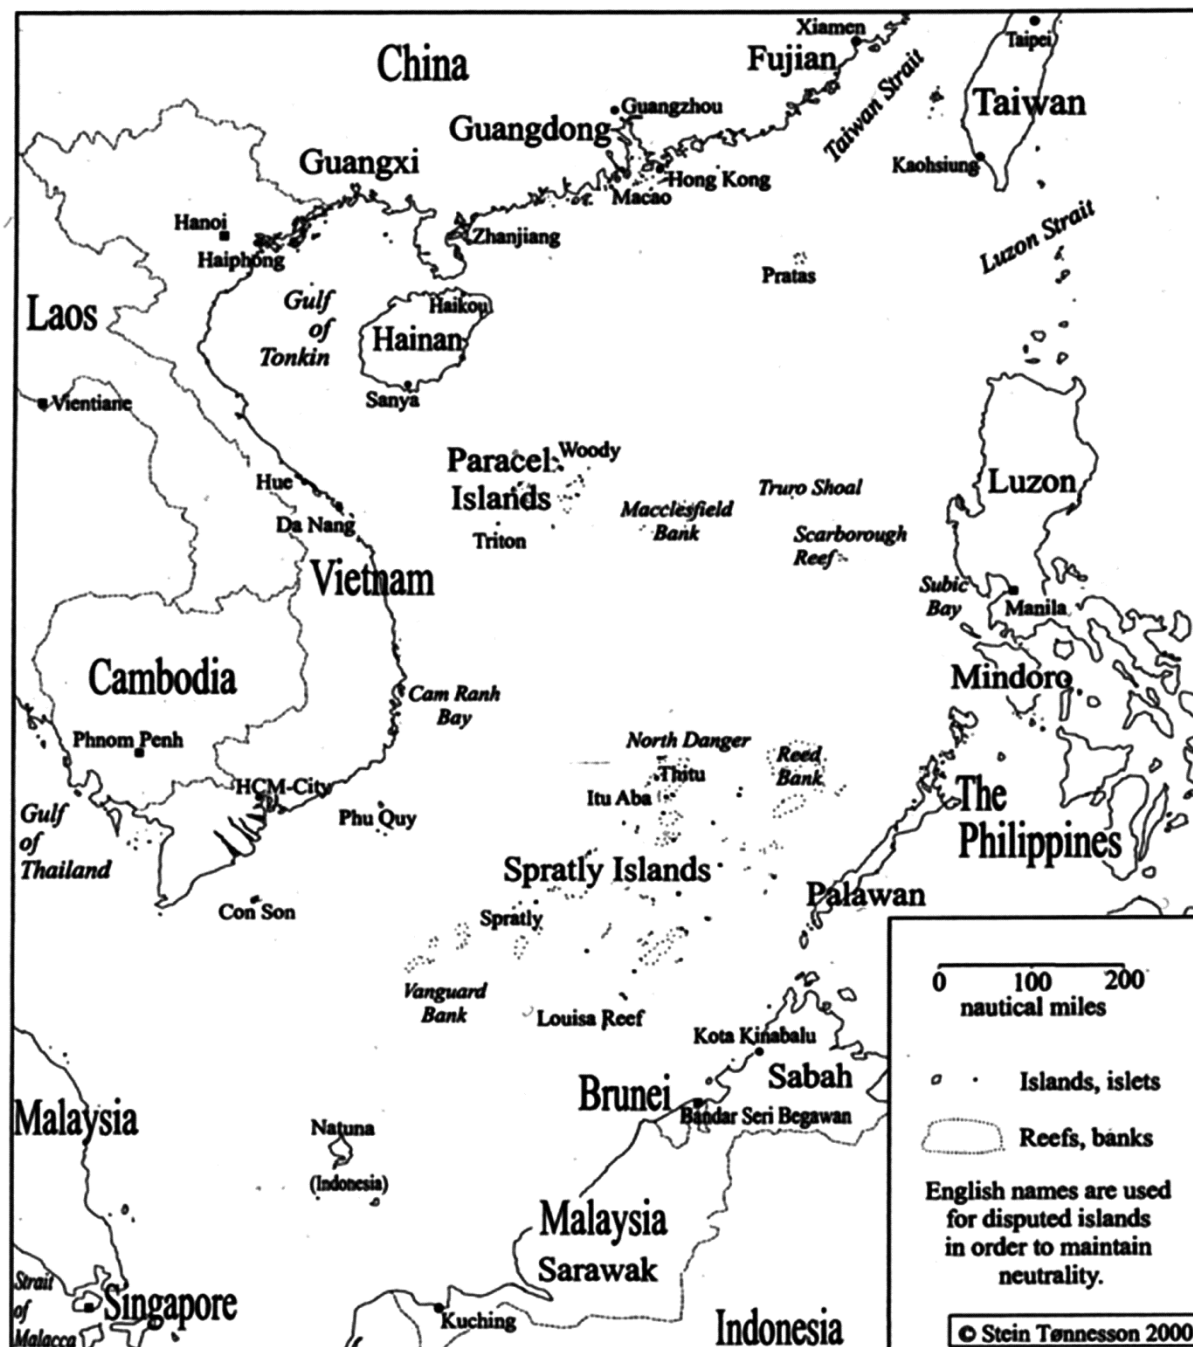 Xiamen
Taipei
China
Fujian
Taiwan Strait
Guangzhou
Taiwan
Guangdong
Guangxi
Kaohsiung
Hong Kong
Macao
Hanoi
Zhanjiang
Luzon Strait
Haiphong
Pratas
Gulf
of
Tonkin
Haikou
Laos
Hainan
Sanya
Vientiane
Woody
Paracel
Islands
Hue
Truro Shoal
Luzon
Macclesfield
Bank
Da Nang
Triton
Scarborough
Reef
Vietnam
Subic
Bay
Manila
Cambodia
Mindoro
Cam Ranh
Bay
Phnom Penh
North Danger
Reed
Bank
Thitu
HCM-City
Itu Aba
The
Philippines
Gulf
of
Thailand
Phu Quy
Spratly Islands
Palawan
Con Son
Spratly
Vanguard
Bank
Louisa Reef
0 100 200
nautical miles
Kota Kinabalu
Sabah
Brunei
Islands, islets
Malaysia
Bandar Seri Begawan
Natuna
(Indonesia)
Reefs, banks
English names are used
for disputed islands
in order to maintain
neutrality.
Malaysia
Sarawak
Strait
of
Malacca
Singapore
Kuching
Indonesia
© Stein Tønnesson 2000